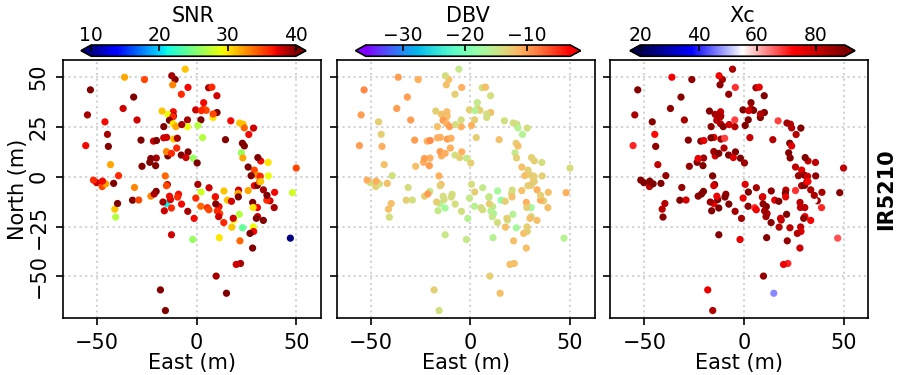 SNR DBV Xc
10 20 30 40 −30 −20 −10 20 40 60 80
50
25
0
−25
−50
North (m)
−50 0 50 −50 0 50 −50 0 50
East (m) East (m) East (m)
IR5210